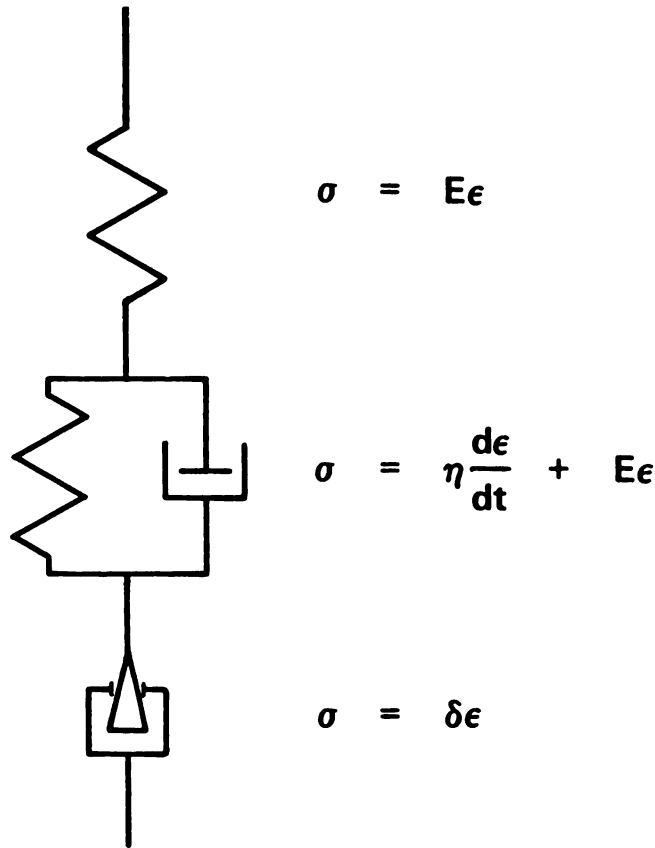 σ = Eϵ
σ = η dϵ/dt + Eϵ
σ = δϵ